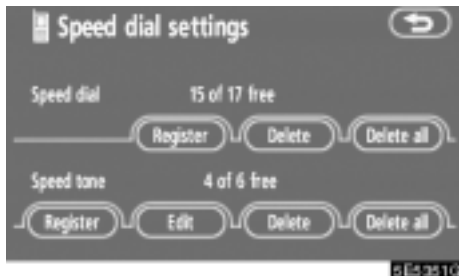 Speed dial settings
Speed dial 15 of 17 free
Register Delete Delete all
Speed tone 4 of 6 free
Register Edit Delete Delete all